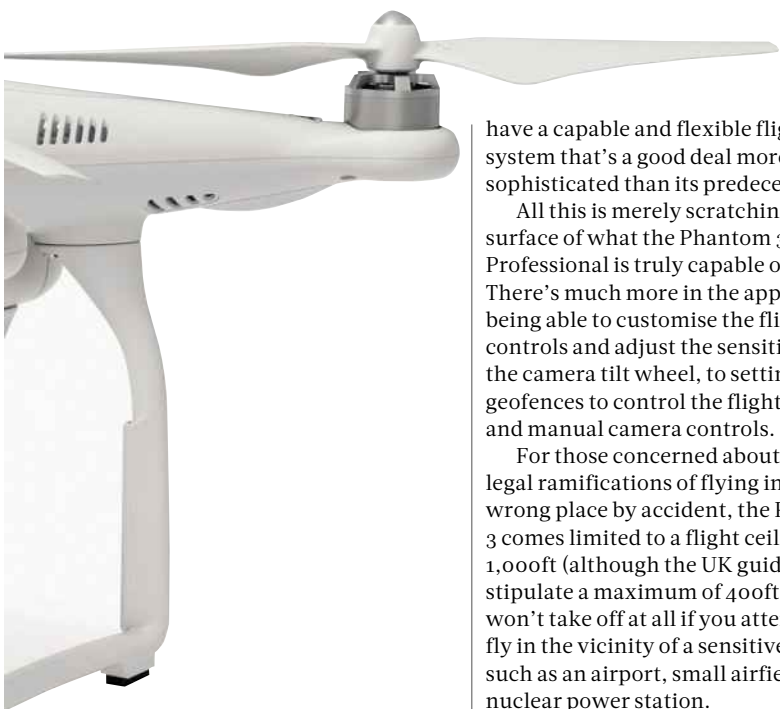 have a capable and flexible
system that's a good deal more
sophisticated than its
All this is merely
surface of what the Phantom
Professional is truly capable
There's much more in the app
being able to customise the
controls and adjust the
the camera tilt wheel, to
geofences to control the flight
and manual camera controls.
For those concerned about
legal ramifications of flying
wrong place by accident, the
3 comes limited to a flight
1,000ft (although the UK
stipulate a maximum of 400ft
won't take off at all if you
fly in the vicinity of a sensitive
such as an airport, small
nuclear power station.